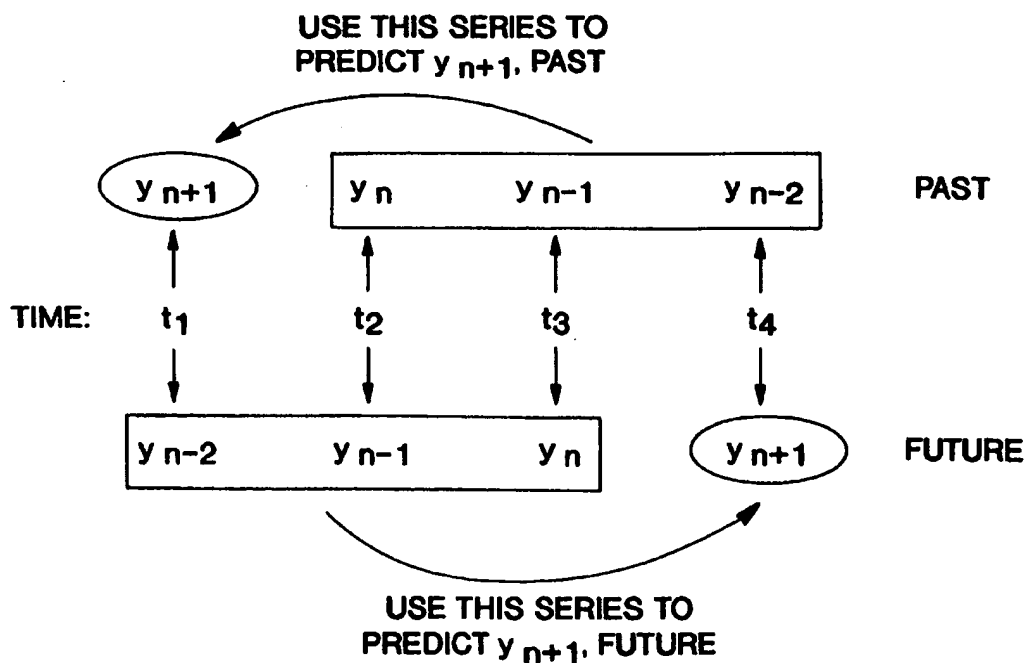 USE THIS SERIES TO
PREDICT y n+1, PAST
y n+1 y n y n-1 y n-2 PAST
TIME: t1 t2 t3 t4
y n-2 y n-1 y n y n+1 FUTURE
USE THIS SERIES TO
PREDICT y n+1, FUTURE